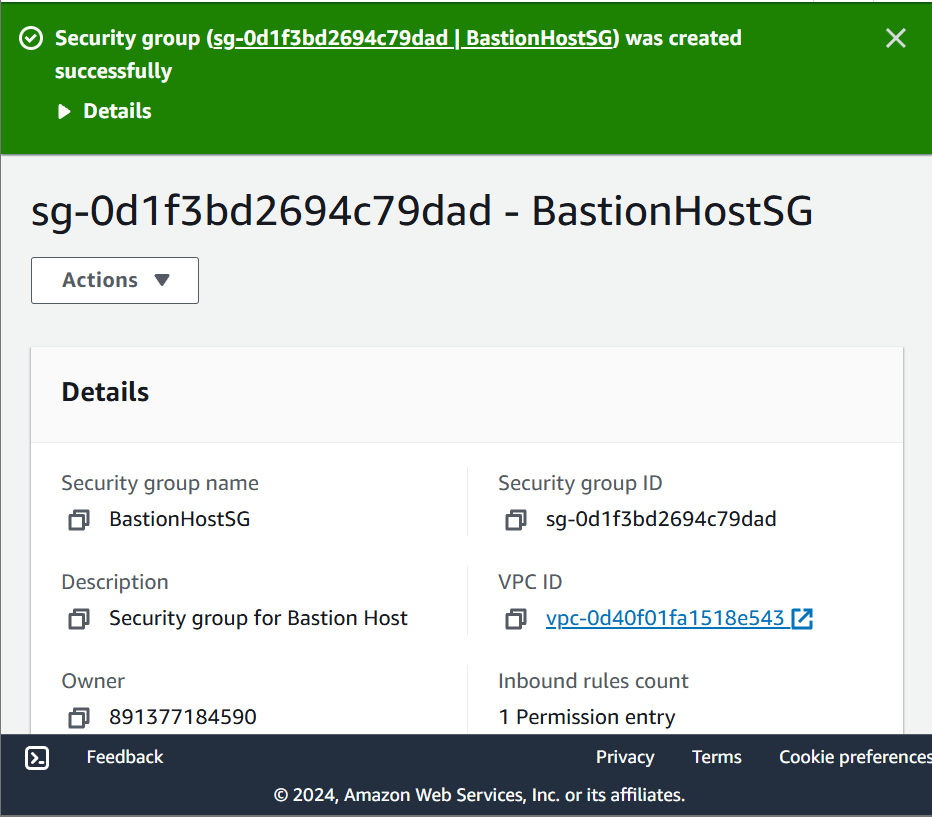 Security group (sg-0d1f3bd2694c79dad | BastionHostSG) was created
successfully
Details
sg-0d1f3bd2694c79dad - BastionHostSG
Actions
Details
Security group name
BastionHostSG
Security group ID
sg-0d1f3bd2694c79dad
Description
Security group for Bastion Host
VPC ID
vpc-0d40f01fa1518e543
Owner
891377184590
Inbound rules count
1 Permission entry
Feedback
Privacy
Terms
Cookie preferences
© 2024, Amazon Web Services, Inc. or its affiliates.